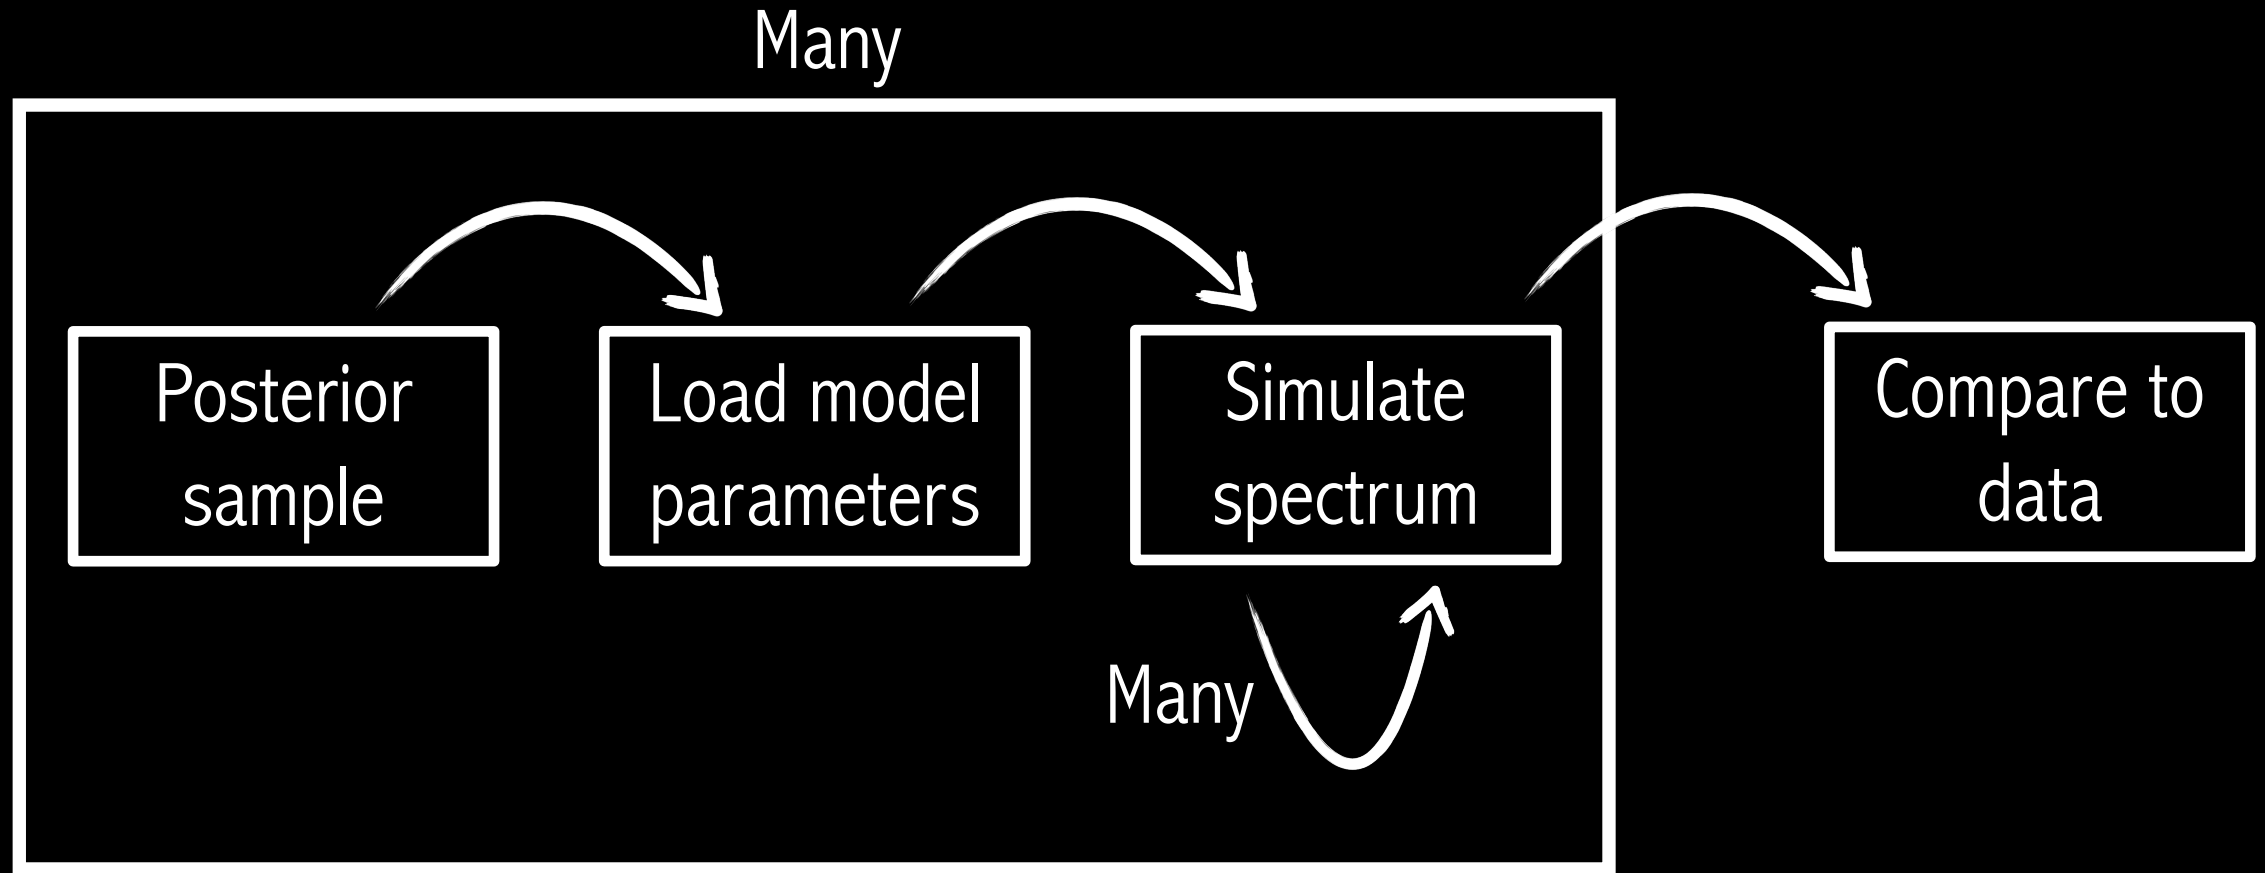 Many
Posterior
sample
Load model
parameters
Simulate
spectrum
Compare to
data
Many